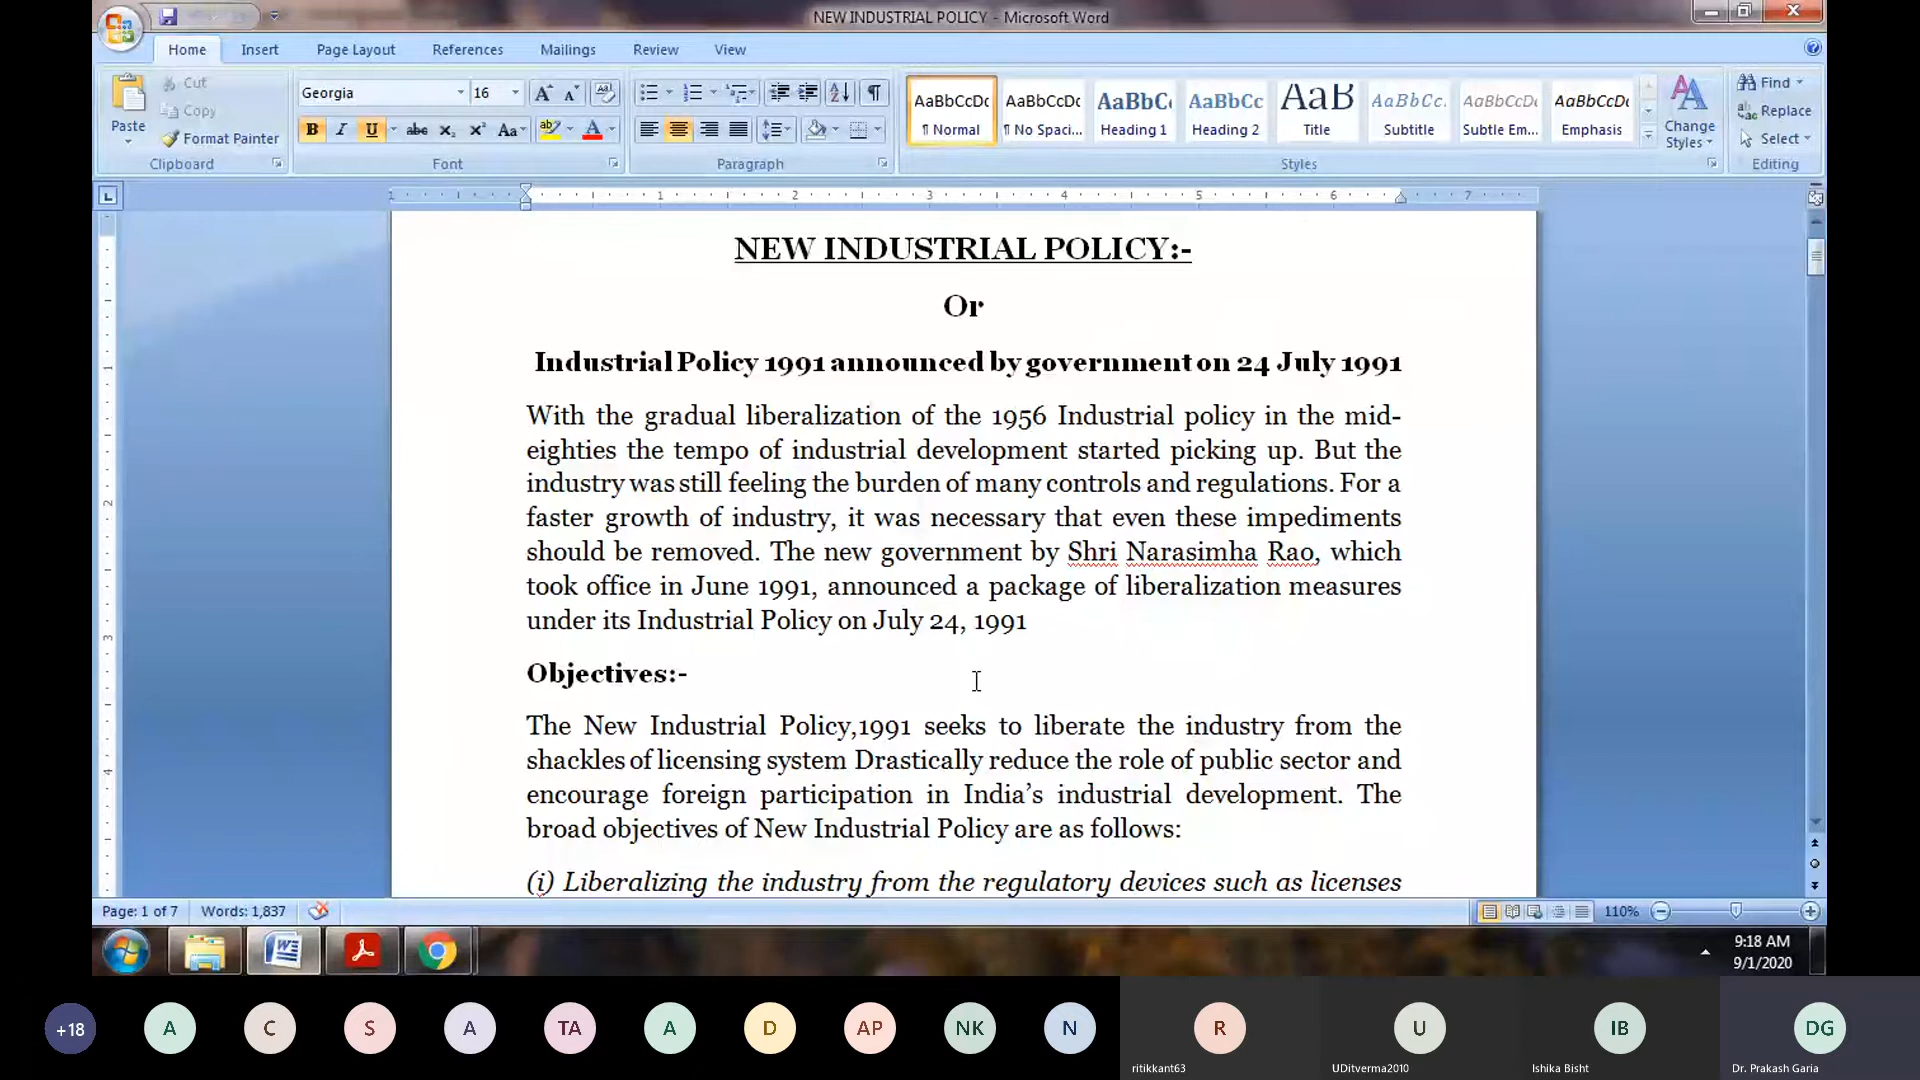 NEW INDUSTRIAL POLICY - Microsoft Word
Home Insert Page Layout References Mailings Review View
Paste
Cut
Copy
Format Painter
Clipboard
Georgia 16
Font
Paragraph
AaBbCcDc AaBbCcDc AaBbC AaBbCc AaB AaBbCc. AaBbCcDc AaBbCcDc
¶ Normal ¶ No Spaci... Heading 1 Heading 2 Title Subtitle Subtle Em... Emphasis
Styles
Change
Styles
Find
Replace
Select
Editing
1 1 2 3 4 5 6 7
NEW INDUSTRIAL POLICY:-
Or
Industrial Policy 1991 announced by government on 24 July 1991
With the gradual liberalization of the 1956 Industrial policy in the mid-
eighties the tempo of industrial development started picking up. But the
industry was still feeling the burden of many controls and regulations. For a
faster growth of industry, it was necessary that even these impediments
should be removed. The new government by Shri Narasimha Rao, which
took office in June 1991, announced a package of liberalization measures
under its Industrial Policy on July 24, 1991
Objectives:-
The New Industrial Policy,1991 seeks to liberate the industry from the
shackles of licensing system Drastically reduce the role of public sector and
encourage foreign participation in India's industrial development. The
broad objectives of New Industrial Policy are as follows:
(i) Liberalizing the industry from the regulatory devices such as licenses
Page: 1 of 7 Words: 1,837 110%
9:18 AM
9/1/2020
+18 A C S A TA A D AP NK N R U IB DG
ritikkant63 UDitverma2010 Ishika Bisht Dr. Prakash Garia